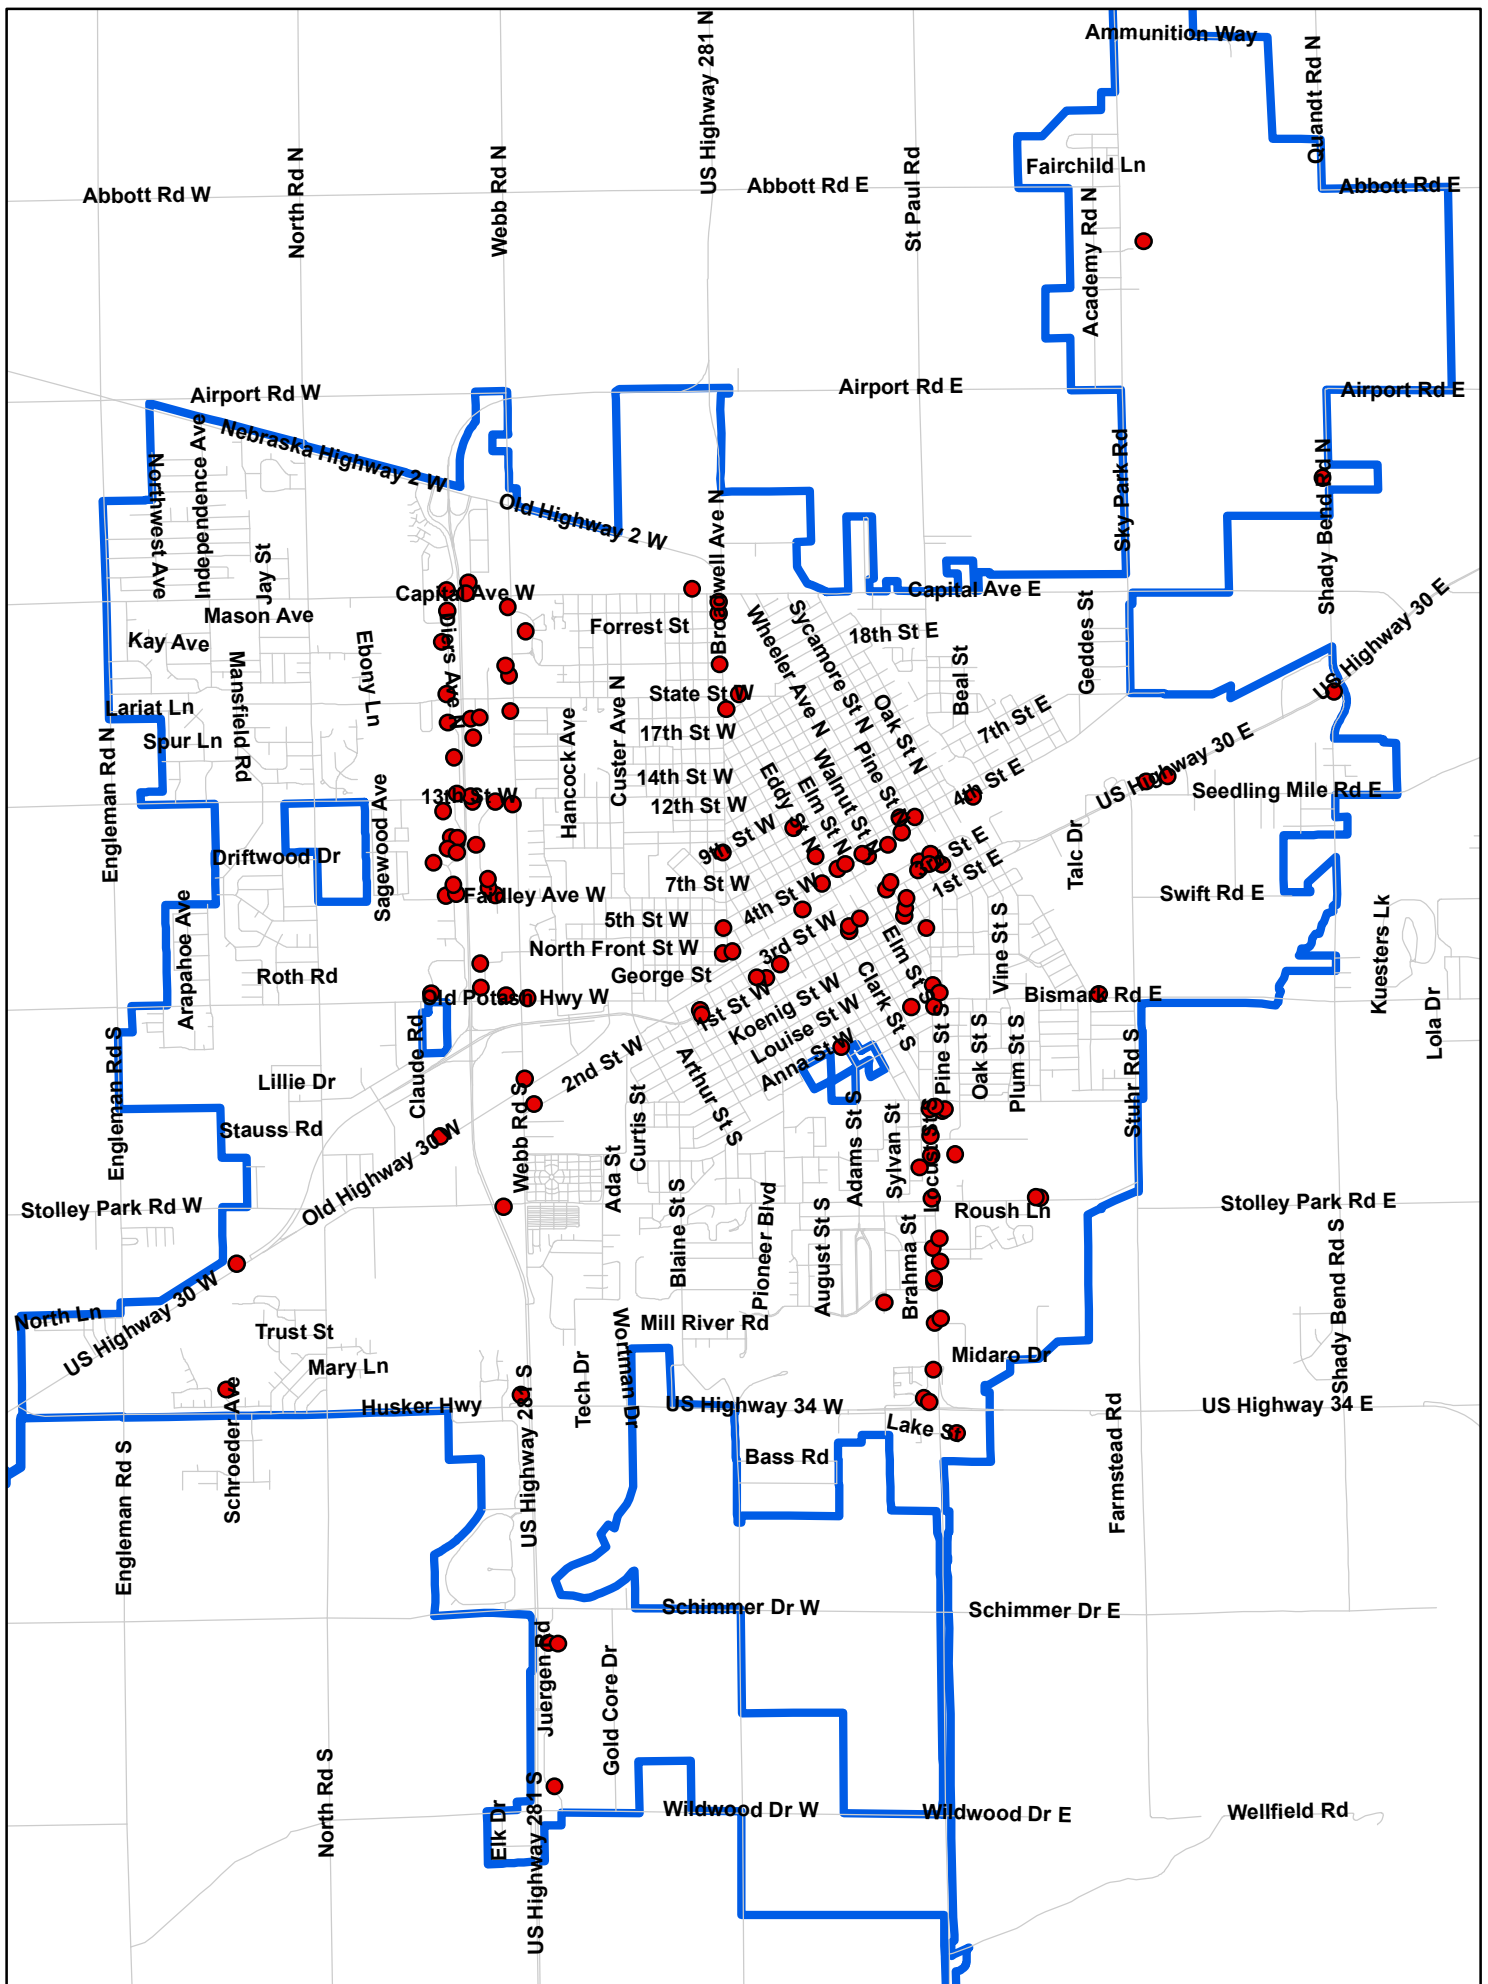 Ammunition Way
US Highway 281 N
Quandt Rd N
North Rd N
Webb Rd N
St Paul Rd
Fairchild Ln
Abbott Rd W
Abbott Rd E
Abbott Rd E
Academy Rd N
Airport Rd W
Airport Rd E
Airport Rd E
Nebraska Highway 2 W
Northwest Ave
Independence Ave
Old Highway 2 W
Broadwell Ave N
Sky Park Rd
Shady Bend Rd N
Jay St
Capital Ave W
Capital Ave E
US Highway 30 E
Mason Ave
Kay Ave
Ebony Ln
Diers Ave N
Forrest St
Wheeler Ave N
Sycamore St N
18th St E
Beal St
Geddes St
Mansfield Rd
Lariat Ln
Custer Ave N
State St W
Oak St N
7th St E
Spur Ln
Engleman Rd N
Hancock Ave
17th St W
Walnut St N
Pine St N
14th St W
Eddy St N
Elm St N
4th St E
US Highway 30 E
Seedling Mile Rd E
13th St W
12th St W
Sagewood Ave
Driftwood Dr
9th St W
3rd St E
1st St E
Talc Dr
7th St W
Faidley Ave W
4th St W
Swift Rd E
Arapahoe Ave
5th St W
North Front St W
3rd St W
Elm St S
Vine St S
Kuesters Lk
Roth Rd
George St
Clark St S
Old Potash Hwy W
1st St W
Koenig St W
Bismark Rd E
Louise St W
Lola Dr
Claude Rd
2nd St W
Anna St W
Pine St S
Oak St S
Plum St S
Stuhr Rd S
Engleman Rd S
Lillie Dr
Arthur St S
Stauss Rd
Webb Rd S
Curtis St
Adams St S
Sylvan St
Locust St S
Old Highway 30 W
Ada St
Stolley Park Rd W
Roush Ln
Stolley Park Rd E
Blaine St S
Pioneer Blvd
August St S
Brahma St
Shady Bend Rd S
US Highway 30 W
North Ln
Trust St
Wortman Dr
Mill River Rd
Mary Ln
Tech Dr
Midaro Dr
Schroeder Ave
Husker Hwy
US Highway 281 S
US Highway 34 W
US Highway 34 E
Lake St
Farmstead Rd
Bass Rd
Engleman Rd S
Schimmer Dr W
Schimmer Dr E
Juergen Rd
Gold Core Dr
North Rd S
Elk Dr
US Highway 281 S
Wildwood Dr W
Wildwood Dr E
Wellfield Rd